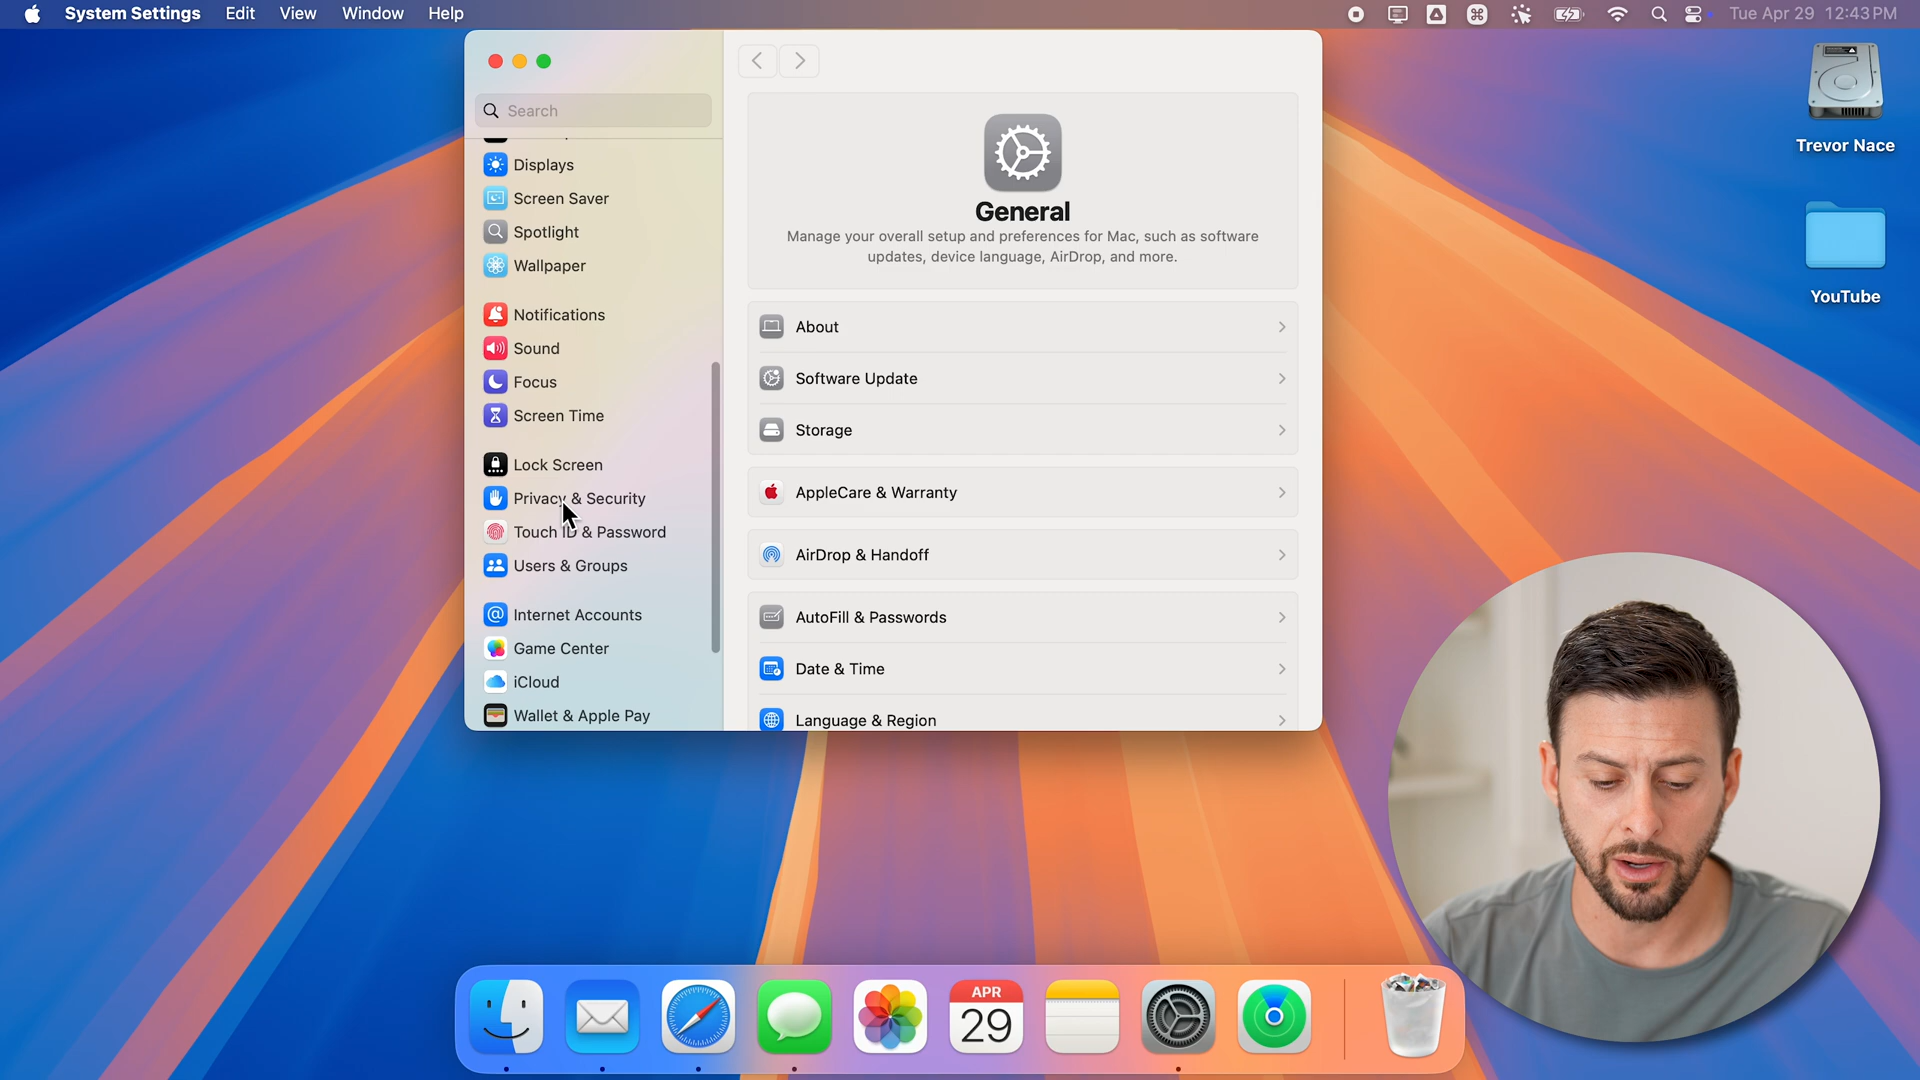 System Settings Edit View Window Help
Tue Apr 29 12:43 PM
Search
Displays
Screen Saver
Spotlight
Wallpaper
Notifications
Sound
Focus
Screen Time
Lock Screen
Privacy & Security
Touch ID & Password
Users & Groups
Internet Accounts
Game Center
iCloud
Wallet & Apple Pay
General
Manage your overall setup and preferences for Mac, such as software
updates, device language, AirDrop, and more.
About
Software Update
Storage
AppleCare & Warranty
AirDrop & Handoff
AutoFill & Passwords
Date & Time
Language & Region
Trevor Nace
YouTube
APR
29